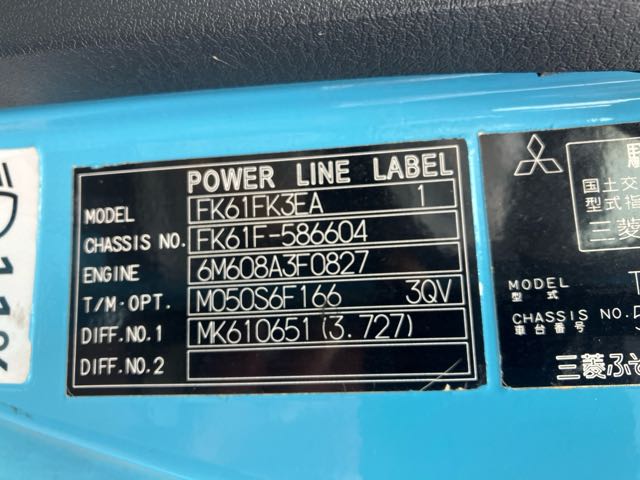 POWER LINE LABEL
MODEL FK61FK3EA 1
CHASSIS NO. FK61F-586604
ENGINE 6M608A3F0827
T/M·OPT. M050S6F166 3QV
DIFF.NO.1 MK610651(3.727)
DIFF.NO.2
国土交
型式指
三菱
MODEL
型式
CHASSIS NO.
車台番号
三菱ふそ